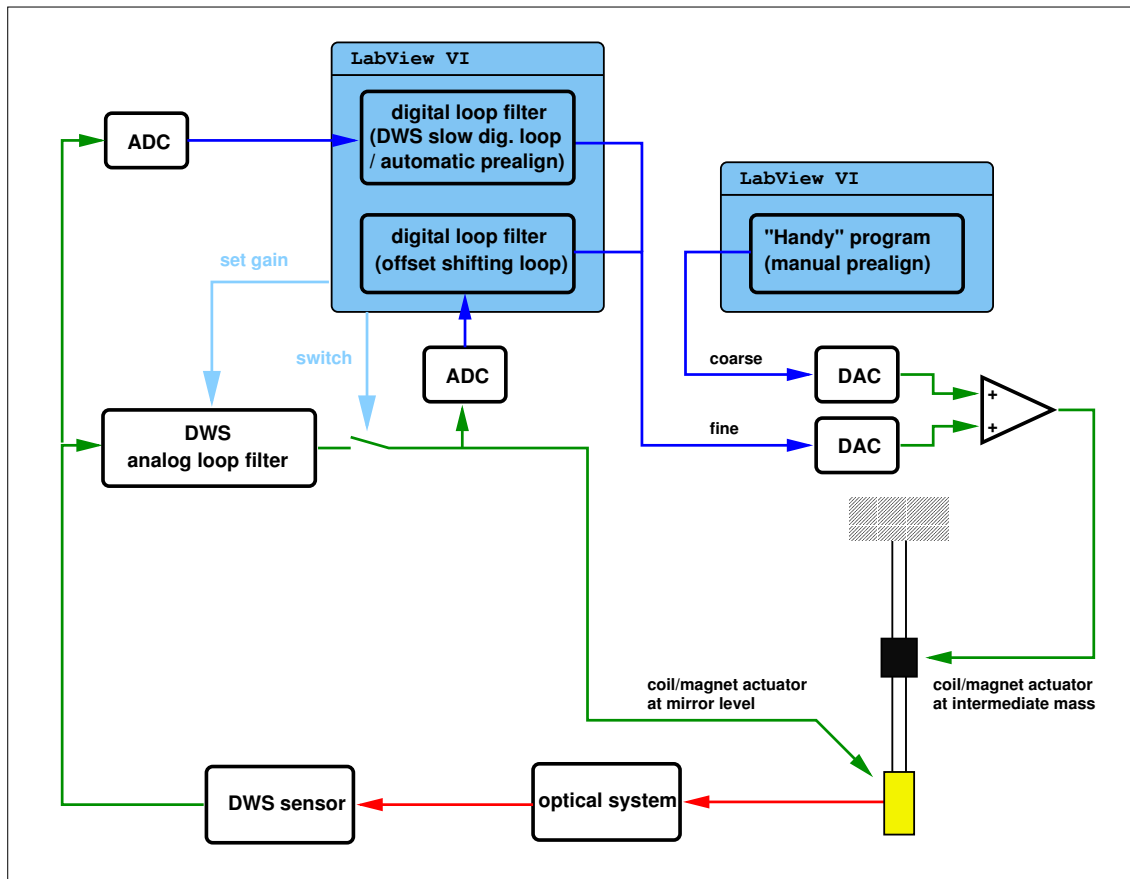 LabView VI
digital loop filter
(DWS slow dig. loop
/ automatic prealign)
ADC
LabView VI
digital loop filter
(offset shifting loop)
"Handy" program
(manual prealign)
set gain
switch
ADC
coarse
DAC
+
fine
DAC
+
DWS
analog loop filter
coil/magnet actuator
at mirror level
coil/magnet actuator
at intermediate mass
DWS sensor
optical system